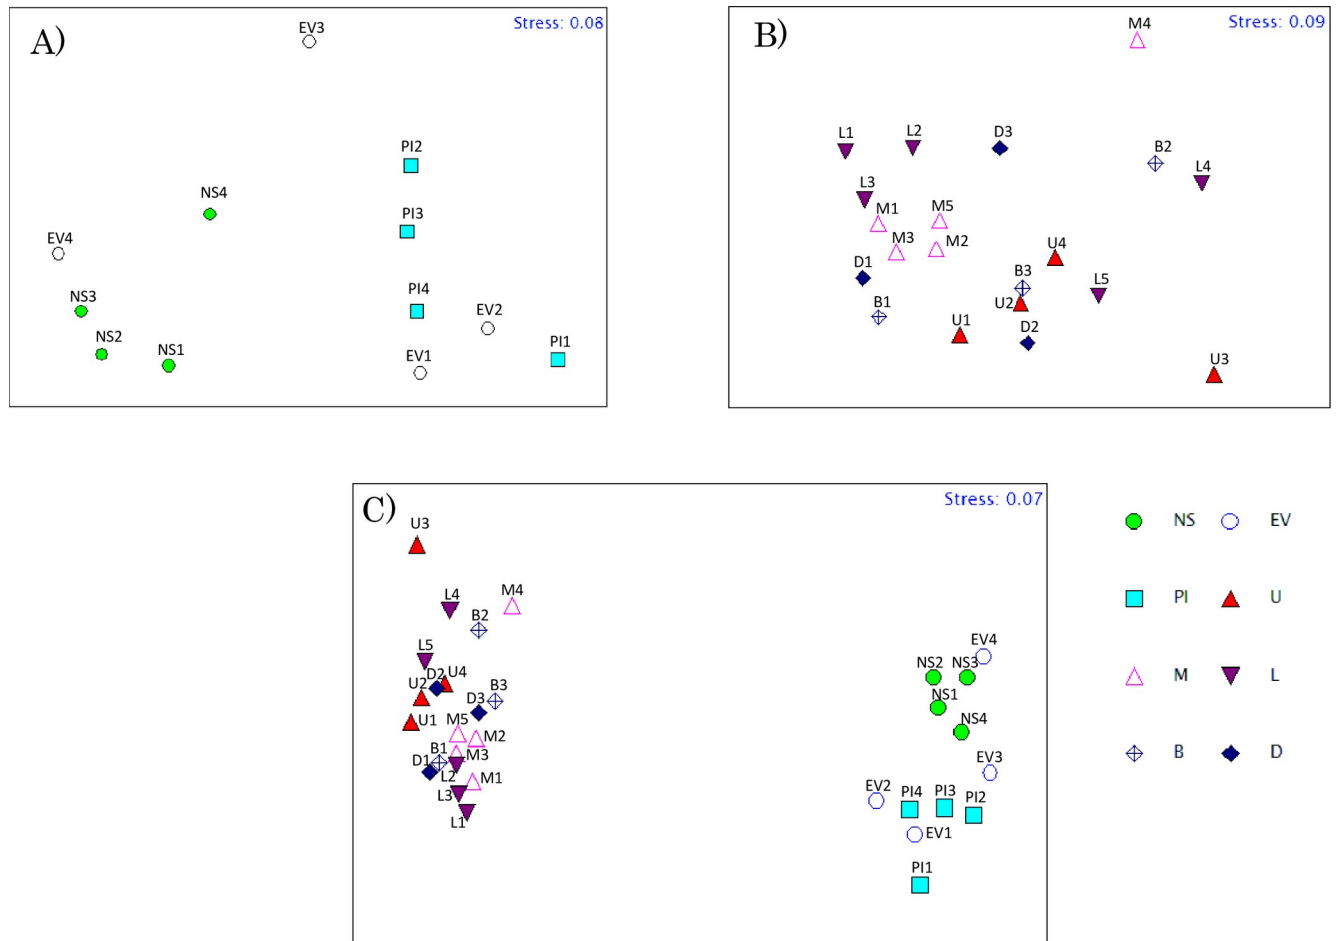 A)
Stress: 0.08
EV3
PI2
NS4
PI3
EV4
NS3
PI4
EV2
NS2
NS1
EV1
PI1
B)
Stress: 0.09
M4
L1
L2
D3
B2
L4
L3
M1
M5
M3
M2
U4
D1
B3
L5
B1
U2
U1
D2
U3
C)
Stress: 0.07
U3
L4
M4
B2
L5
D2
U4
U2
D3
B3
U1
M5
M2
B1
M3
D1
L2
M1
L3
L1
EV4
NS2
NS3
NS1
NS4
EV3
EV2
PI4
PI3
PI2
EV1
PI1
NS EV
PI U
M L
B D